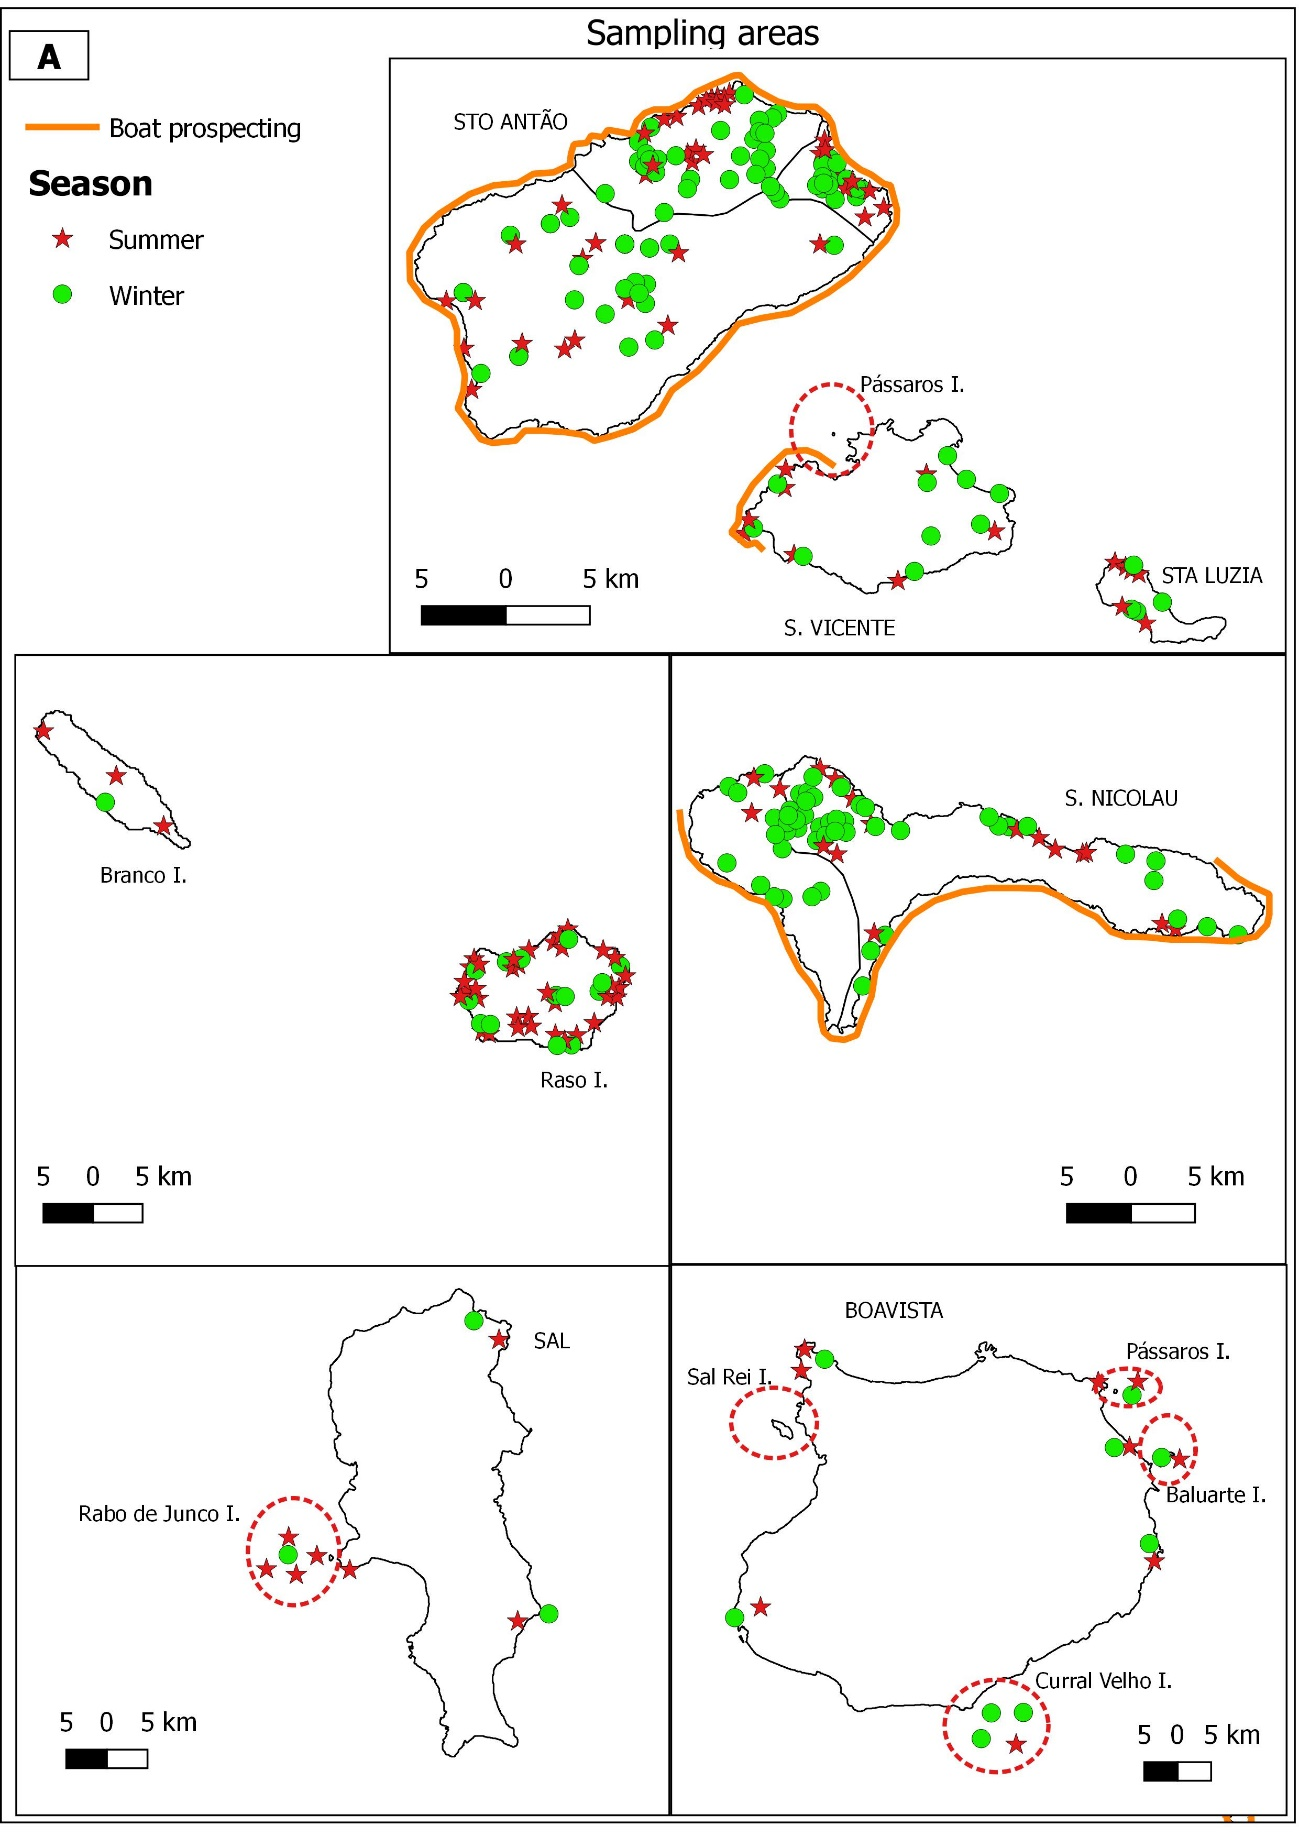 Sampling areas
A
Boat prospecting
Season
Summer
Winter
STO ANTÃO
Pássaros I.
5 0 5 km
S. VICENTE
STA LUZIA
Branco I.
Raso I.
5 0 5 km
S. NICOLAU
5 0 5 km
SAL
Rabo de Junco I.
5 0 5 km
BOAVISTA
Sal Rei I.
Pássaros I.
Baluarte I.
Curral Velho I.
5 0 5 km